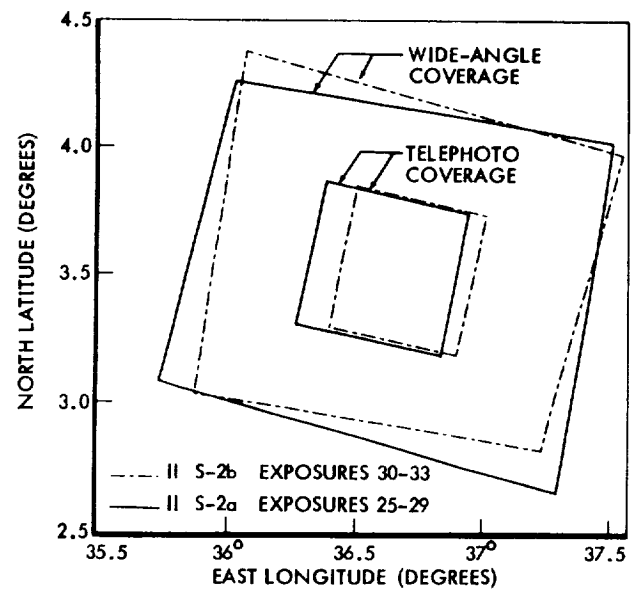 4.5
WIDE-ANGLE
COVERAGE
4.0
TELEPHOTO
COVERAGE
3.5
NORTH LATITUDE (DEGREES)
3.0
II S-2b EXPOSURES 30-33
II S-2a EXPOSURES 25-29
2.5
35.5 36° 36.5 37° 37.5
EAST LONGITUDE (DEGREES)